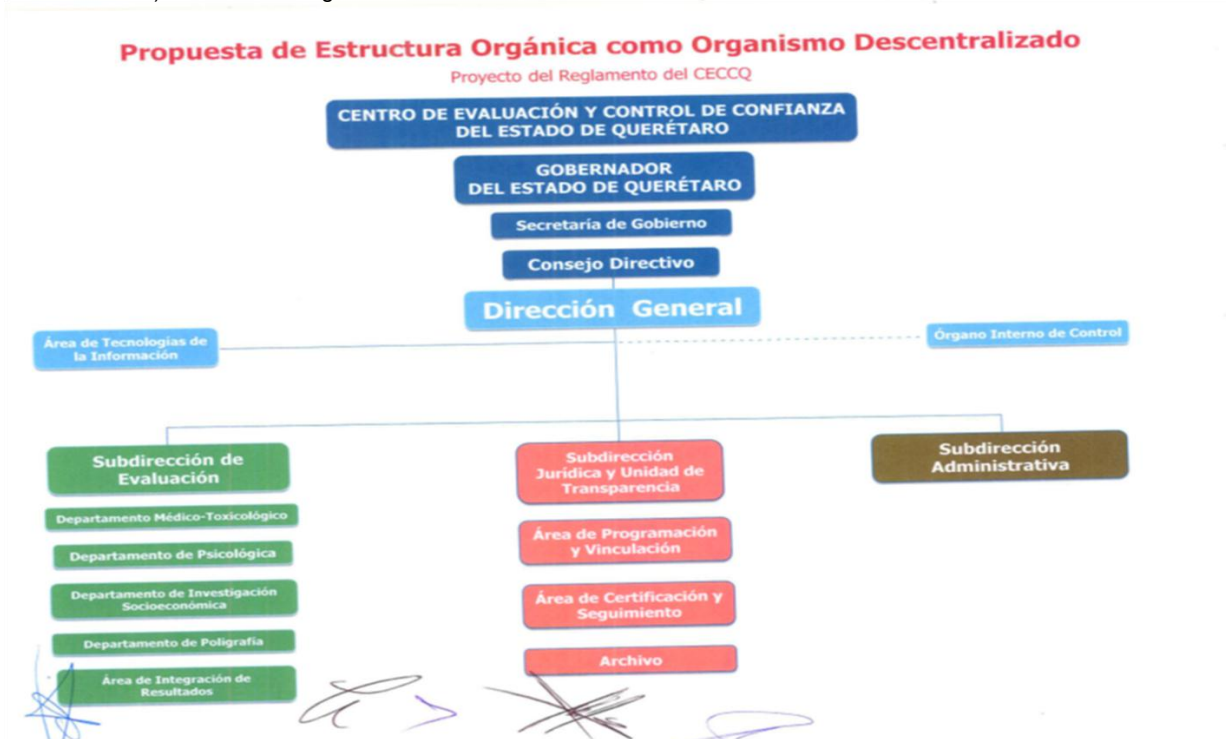 Propuesta de Estructura Orgánica como Organismo Descentralizado
Proyecto del Reglamento del CECCQ
CENTRO DE EVALUACIÓN Y CONTROL DE CONFIANZA
DEL ESTADO DE QUERÉTARO
GOBERNADOR
DEL ESTADO DE QUERÉTARO
Secretaría de Gobierno
Consejo Directivo
Dirección General
Área de Tecnologías de
la Información
Órgano Interno de Control
Subdirección de
Evaluación
Departamento Médico-Toxicológico
Departamento de Psicológica
Departamento de Investigación
Socioeconómica
Departamento de Poligrafía
Área de Integración de
Resultados
Subdirección
Jurídica y Unidad de
Transparencia
Área de Programación
y Vinculación
Área de Certificación y
Seguimiento
Archivo
Subdirección
Administrativa